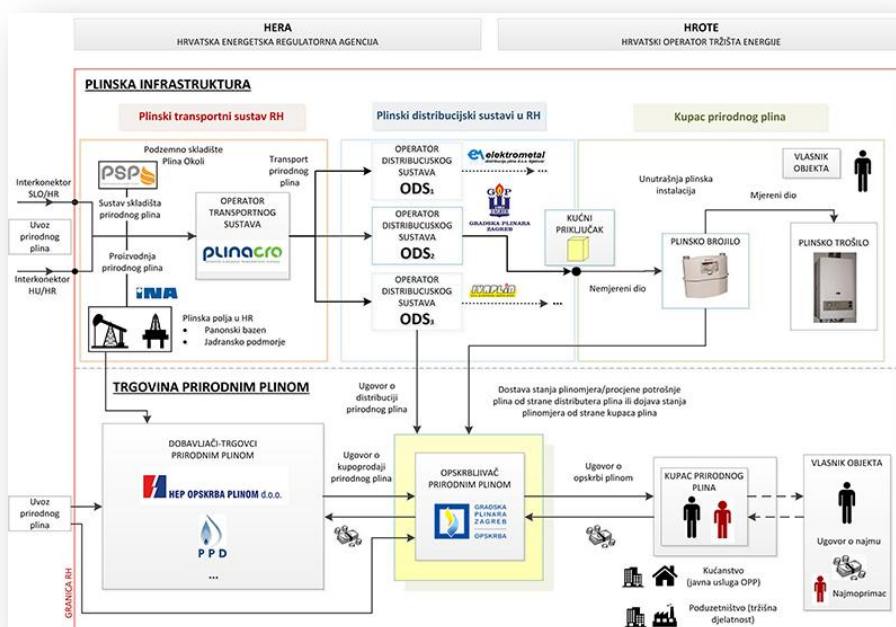 HERA
HRVATSKA ENERGETSKA REGULATORNA AGENCIJA
HROTE
HRVATSKI OPERATOR TRŽIŠTA ENERGIJE
PLINSKA INFRASTRUKTURA
Plinski transportni sustav RH
Plinski distribucijski sustavi u RH
Kupac prirodnog plina
Interkonektor
SLO/HR
Uvoz
prirodnog
plina
Interkonektor
HU/HR
Podzemno skladište
Plina Okoli
PSP
Sustav skladišta
prirodnog plina
Proizvodnja
prirodnog plina
INA
Plinska polja u HR
• Panonski bazen
• Jadransko podmorje
Transport
prirodnog
plina
OPERATOR
TRANSPORTNOG
SUSTAVA
PLINACRO
OPERATOR
DISTRIBUCIJSKOG
SUSTAVA
ODS₁
elektrometal
...
OPERATOR
DISTRIBUCIJSKOG
SUSTAVA
ODS₂
GRADSKA PLINARA
ZAGREB
OPERATOR
DISTRIBUCIJSKOG
SUSTAVA
ODS₃
IVAPLIN
...
KUĆNI
PRIKLJUČAK
Unutrašnja plinska
instalacija
Nemjereni dio
PLINSKO BROJILO
Mjereni dio
VLASNIK
OBJEKTA
PLINSKO TROŠILO
TRGOVINA PRIRODNIM PLINOM
Ugovor o
distribuciji
prirodnog plina
Dostava stanja plinomjera/procjene potrošnje
plina od strane distributera plina ili dojava stanja
plinomjera od strane kupaca plina
Uvoz
prirodnog
plina
GRANICA RH
DOBAVLJAČI-TRGOVCI
PRIRODNIM PLINOM
HEP OPSKRBA PLINOM d.o.o.
PPD
...
Ugovor o
kupoprodaji
prirodnog plina
OPSKRBLJIVAČ
PRIRODNIM PLINOM
GRADSKA
PLINARA
ZAGREB
OPSKRBA
Ugovor o
opskrbi plinom
KUPAC PRIRODNOG
PLINA
Kućanstvo
(javna usluga OPP)
Poduzetništvo (tržišna
djelatnost)
VLASNIK OBJEKTA
Ugovor o najmu
Najmoprimac